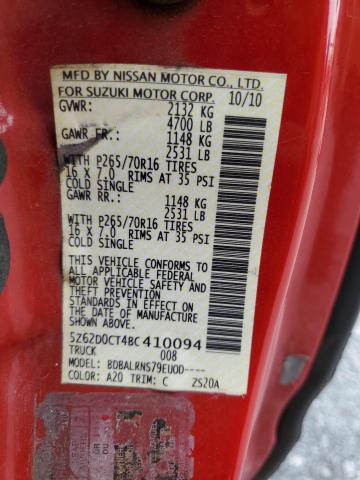 MFD BY NISSAN MOTOR CO., LTD.
FOR SUZUKI MOTOR CORP. 10/10
GVWR: 2132 KG
4700 LB
GAWR FR: 1148 KG
2531 LB
WITH P265/70R16 TIRES
16 X 7.0 RIMS AT 35 PSI
COLD SINGLE
GAWR RR: 1148 KG
2531 LB
WITH P265/70R16 TIRES
16 X 7.0 RIMS AT 35 PSI
COLD SINGLE
THIS VEHICLE CONFORMS TO
ALL APPLICABLE FEDERAL
MOTOR VEHICLE SAFETY
STANDARDS IN EFFECT ON
THE DATE OF MANUFACTURE
SHOWN ABOVE.
5Z62D0CT4BC410094
TRUCK 008
MODEL: BDBALRNS79EUOD----
COLOR: A20 TRIM: C ZS20A